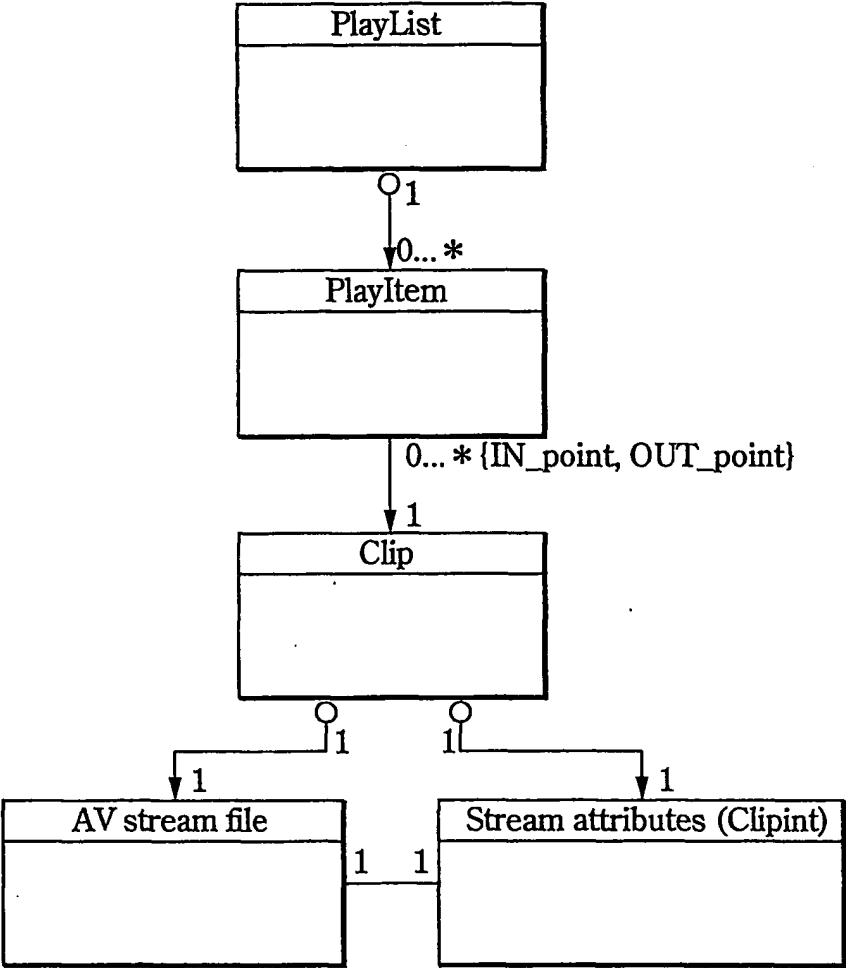 PlayList
1
0... *
PlayItem
0... * {IN_point, OUT_point}
1
Clip
1
1
1
1
AV stream file
Stream attributes (Clipint)
1
1